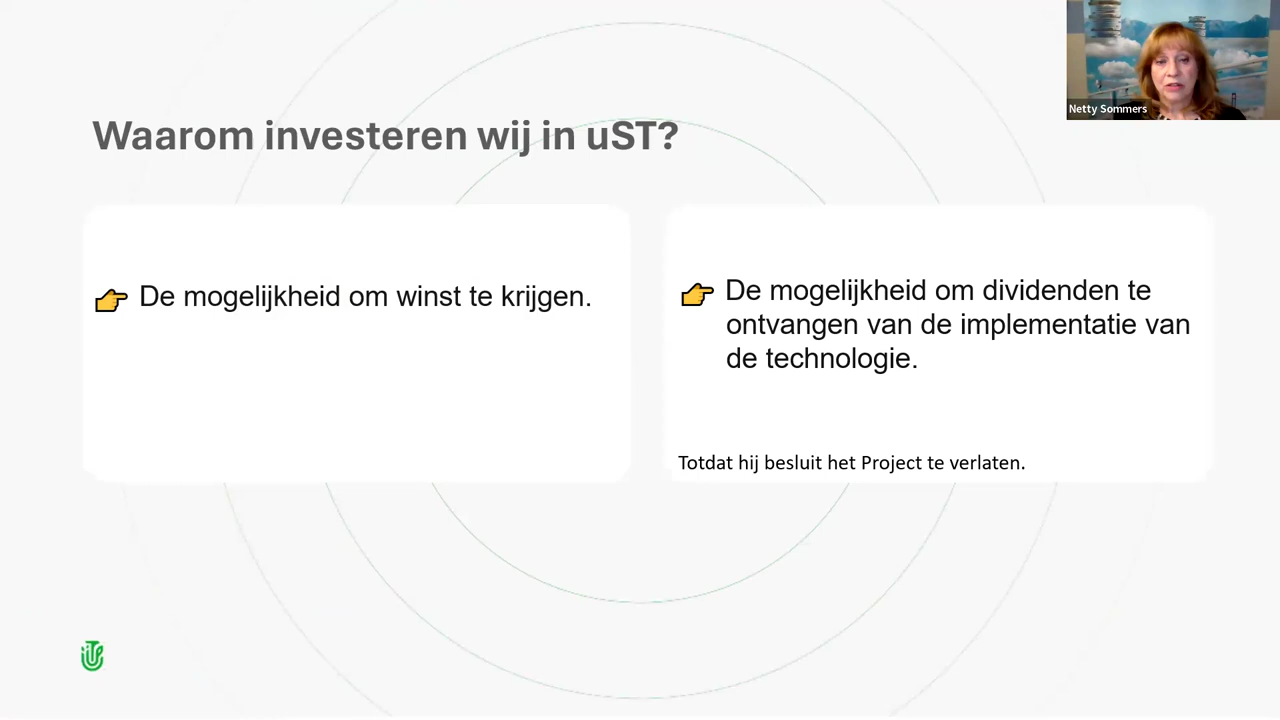 Netty Sommers
Waarom investeren wij in uST?
👉 De mogelijkheid om winst te krijgen.
👉 De mogelijkheid om dividenden te
ontvangen van de implementatie van
de technologie.
Totdat hij besluit het Project te verlaten.